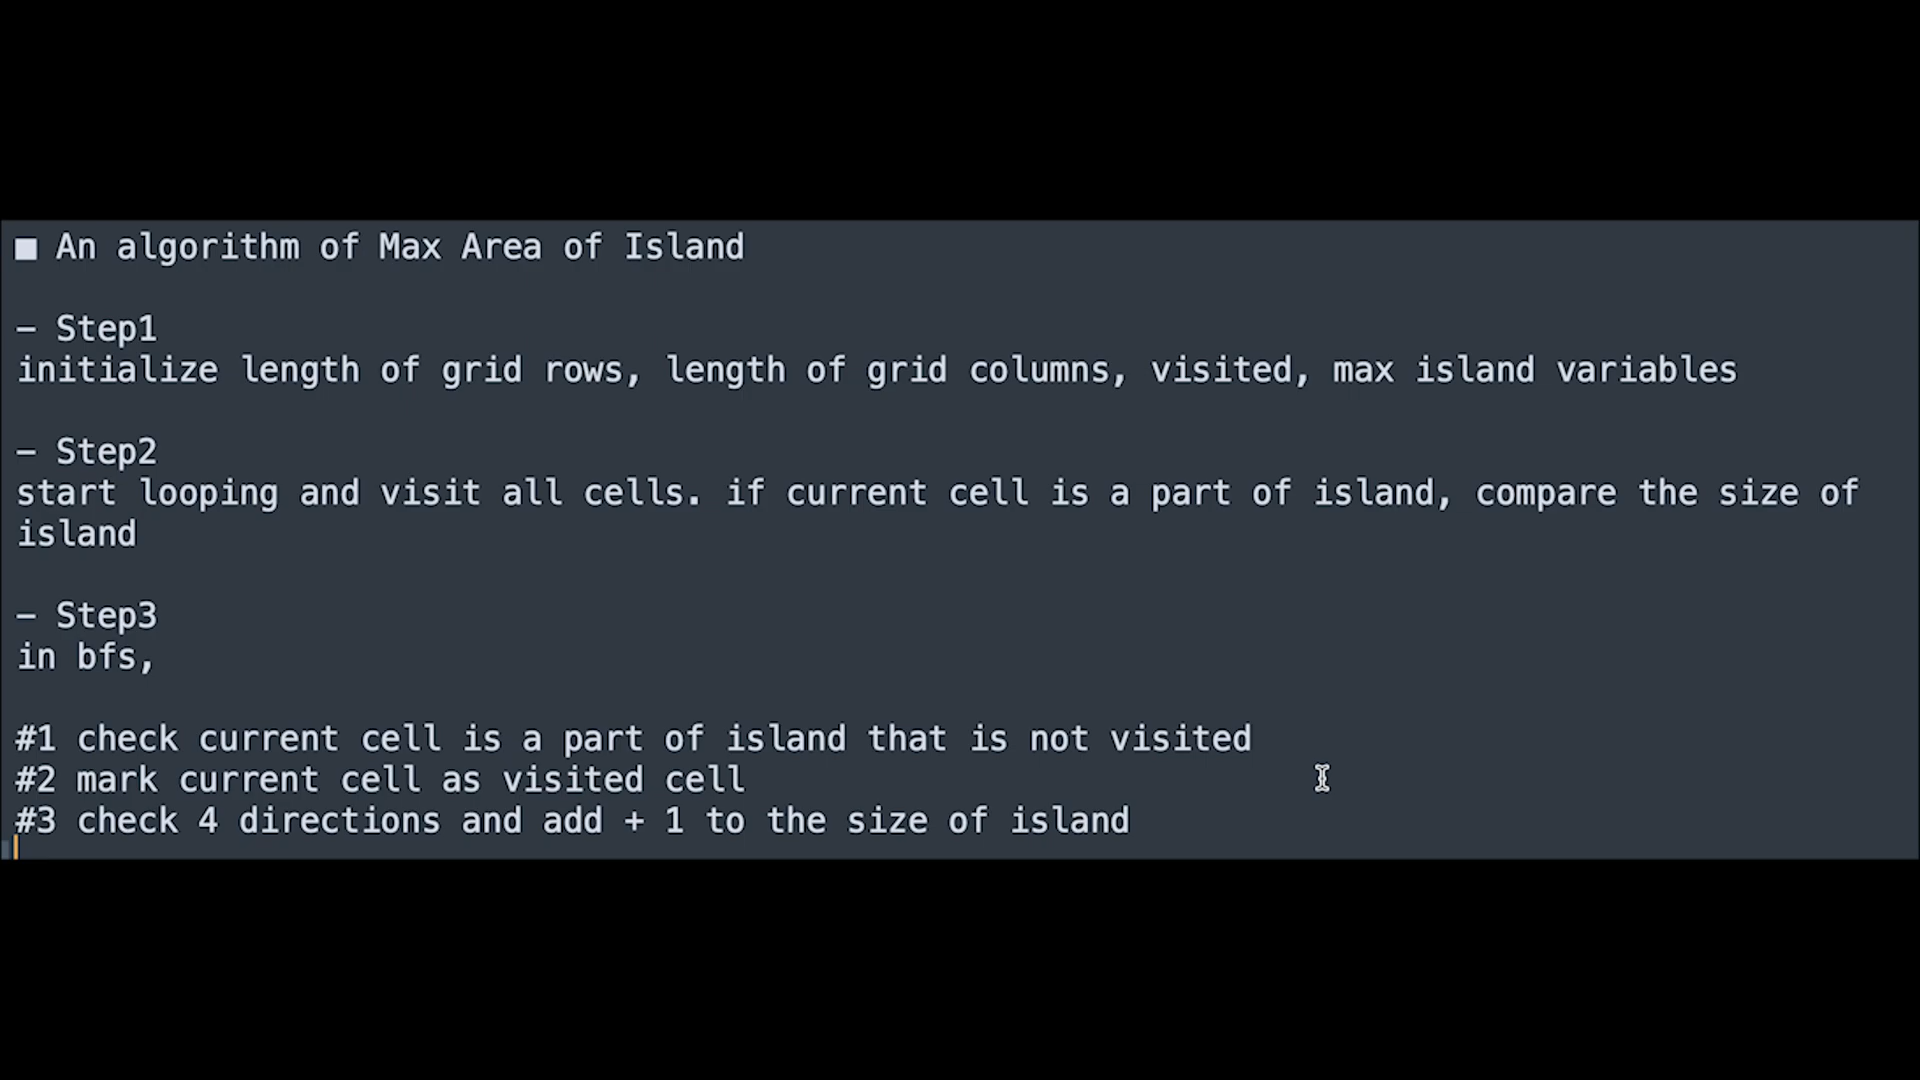 ■ An algorithm of Max Area of Island
– Step1
initialize length of grid rows, length of grid columns, visited, max island variables
– Step2
start looping and visit all cells. if current cell is a part of island, compare the size of
island
– Step3
in bfs,
#1 check current cell is a part of island that is not visited
#2 mark current cell as visited cell
#3 check 4 directions and add + 1 to the size of island